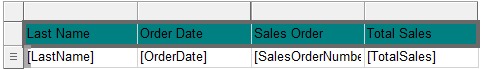 Last Name Order Date Sales Order Total Sales
[LastName] [OrderDate] [SalesOrderNumbe [TotalSales]